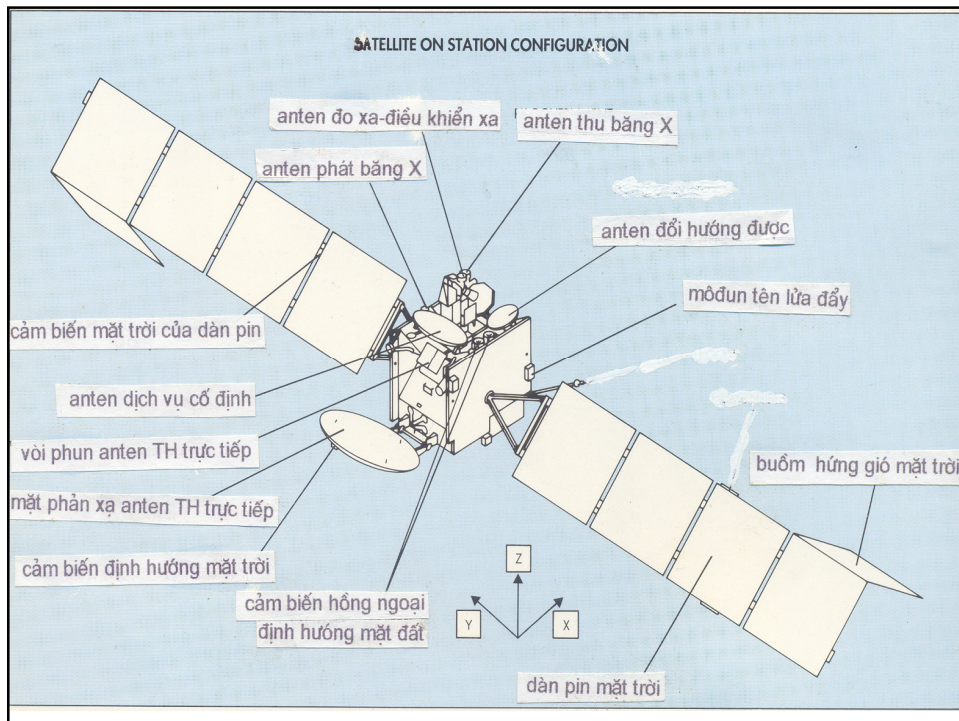 SATELLITE ON STATION CONFIGURATION
anten đo xa-điều khiển xa
anten thu băng X
anten phát băng X
anten đổi hướng được
môđun tên lửa đẩy
cảm biến mặt trời của dàn pin
anten dịch vụ cố định
vòi phun anten TH trực tiếp
buồm hứng gió mặt trời
mặt phản xạ anten TH trực tiếp
cảm biến định hướng mặt trời
cảm biến hồng ngoại
định hướng mặt đất
Z
Y
X
dàn pin mặt trời